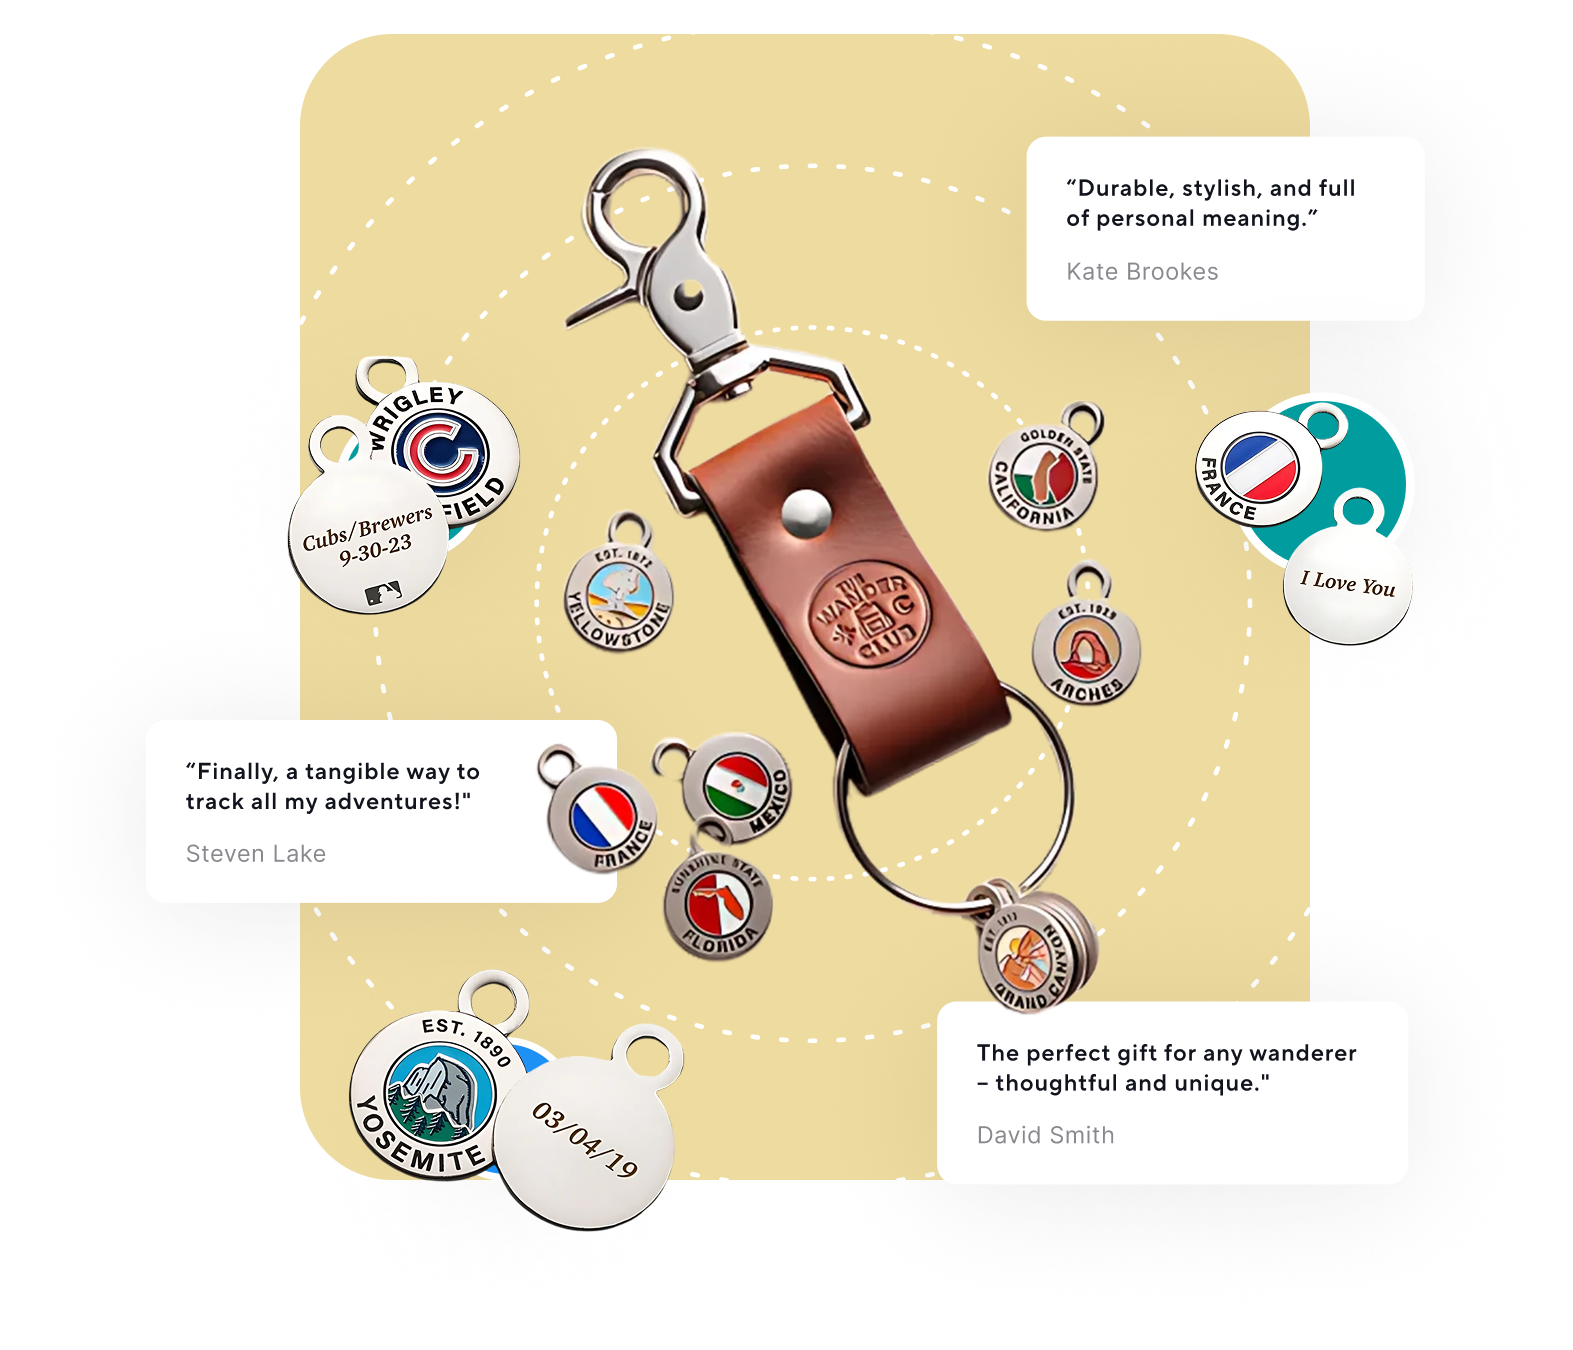 “Durable, stylish, and full
of personal meaning.”
Kate Brookes
WRIGLEY
FIELD
Cubs/Brewers
9-30-23
GOLDEN STATE
CALIFORNIA
FRANCE
I Love You
EST. 1872
YELLOWSTONE
THE
WANDER
C
CLUB
EST. 1929
ARCHES
“Finally, a tangible way to
track all my adventures!"
Steven Lake
FRANCE
MEXICO
SUNSHINE STATE
FLORIDA
GRAND CANYON
EST. 1890
YOSEMITE
03/04/19
The perfect gift for any wanderer
– thoughtful and unique."
David Smith